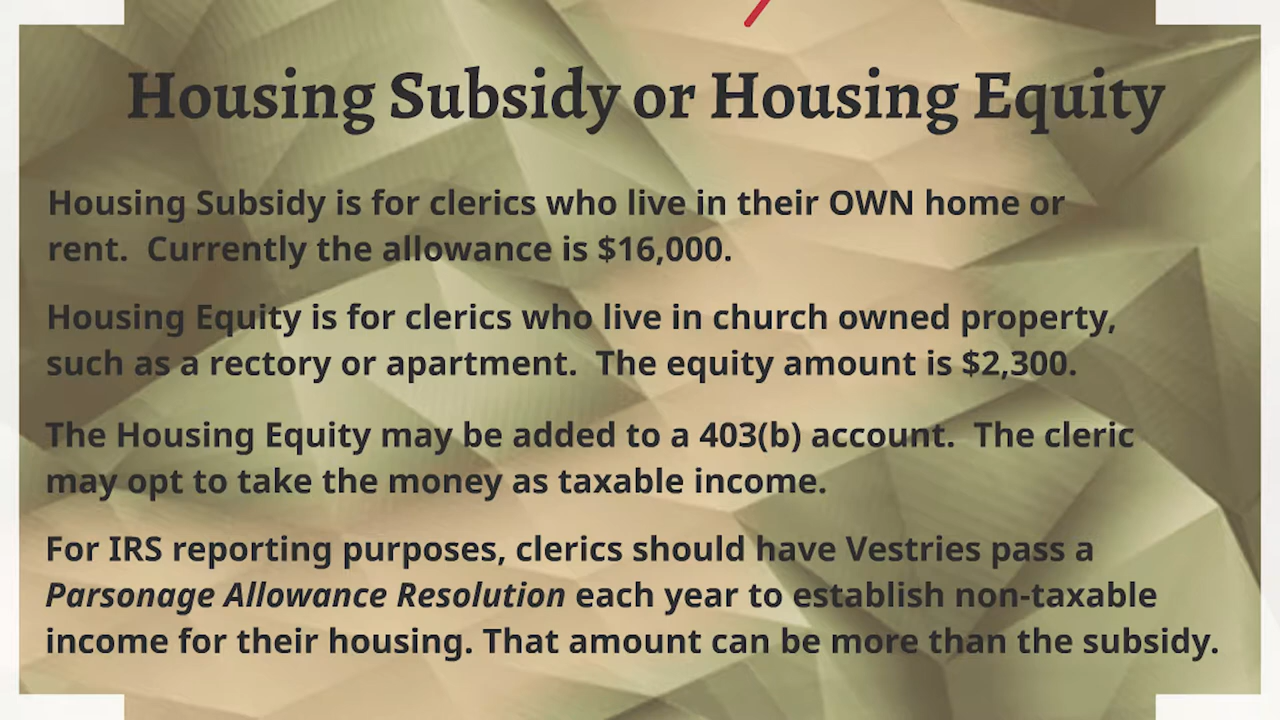 Housing Subsidy or Housing Equity
Housing Subsidy is for clerics who live in their OWN home or
rent.  Currently the allowance is $16,000.
Housing Equity is for clerics who live in church owned property,
such as a rectory or apartment.  The equity amount is $2,300.
The Housing Equity may be added to a 403(b) account.  The cleric
may opt to take the money as taxable income.
For IRS reporting purposes, clerics should have Vestries pass a
Parsonage Allowance Resolution each year to establish non-taxable
income for their housing. That amount can be more than the subsidy.